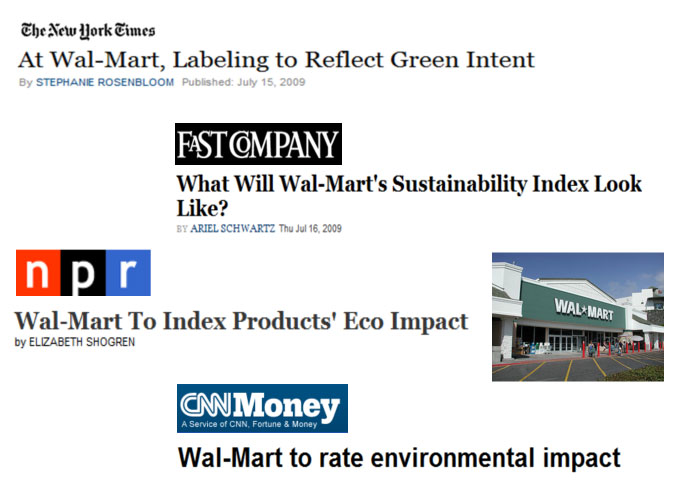 The New York Times
At Wal-Mart, Labeling to Reflect Green Intent
By STEPHANIE ROSENBLOOM Published: July 15, 2009
FAST COMPANY
What Will Wal-Mart's Sustainability Index Look
Like?
BY ARIEL SCHWARTZ Thu Jul 16, 2009
npr
Wal-Mart To Index Products' Eco Impact
by ELIZABETH SHOGREN
WAL★MART
CNNMoney
A Service of CNN, Fortune & Money
Wal-Mart to rate environmental impact